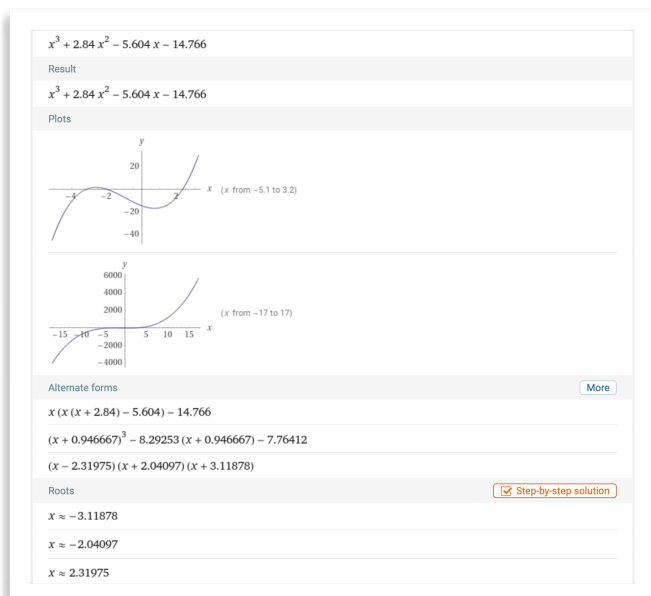 x³ + 2.84 x² – 5.604 x – 14.766
Result
x³ + 2.84 x² – 5.604 x – 14.766
Plots
y
20
-4 -2 2 x (x from –5.1 to 3.2)
-20
-40
y
6000
4000
2000
(x from –17 to 17)
-15 -10 -5 5 10 15 x
-2000
-4000
Alternate forms More
x (x (x + 2.84) – 5.604) – 14.766
(x + 0.946667)³ – 8.29253 (x + 0.946667) – 7.76412
(x – 2.31975) (x + 2.04097) (x + 3.11878)
Roots Step-by-step solution
x ≈ –3.11878
x ≈ –2.04097
x ≈ 2.31975